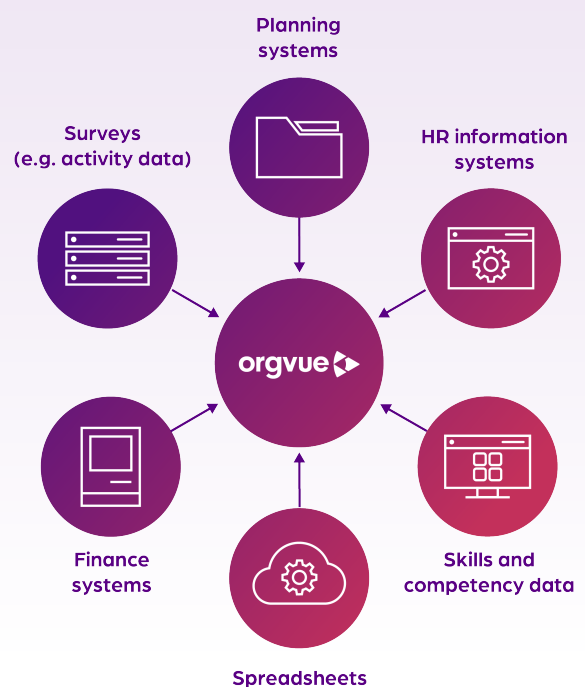 Planning
systems
Surveys
(e.g. activity data)
HR information
systems
orgvue
Finance
systems
Skills and
competency data
Spreadsheets